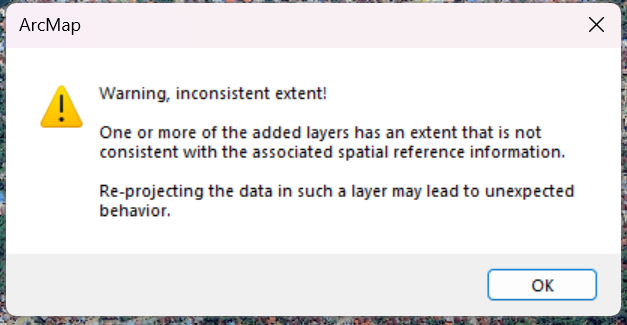 ArcMap
Warning, inconsistent extent!
One or more of the added layers has an extent that is not
consistent with the associated spatial reference information.
Re-projecting the data in such a layer may lead to unexpected
behavior.
OK